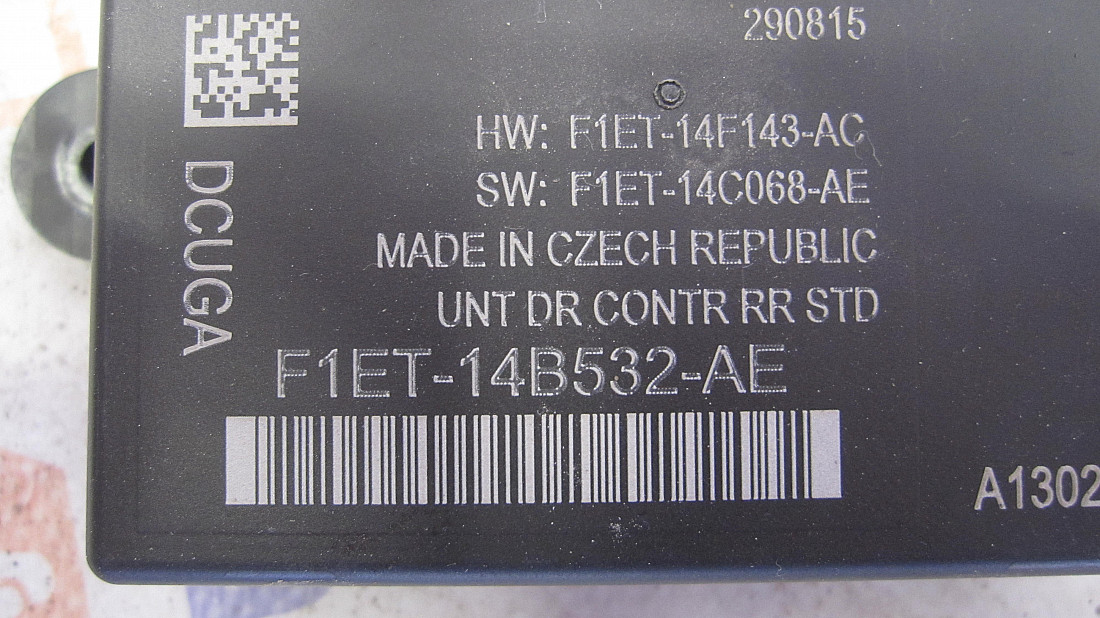 290815
HW: F1ET-14F143-AC
SW: F1ET-14C068-AE
MADE IN CZECH REPUBLIC
UNT DR CONTR RR STD
DCUGA
F1ET-14B532-AE
A1302